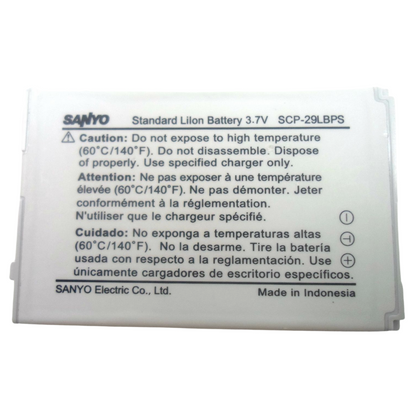 SANYO Standard LiIon Battery 3.7V SCP-29LBPS
⚠ Caution: Do not expose to high temperature
(60°C/140°F). Do not disassemble. Dispose
of properly. Use specified charger only.
Attention: Ne pas exposer à une température
élevée (60°C/140°F). Ne pas démonter. Jeter
conformément à la réglementation.
N'utiliser que le chargeur spécifié.
Cuidado: No exponga a temperaturas altas
(60°C/140°F). No la desarme. Tire la batería
usada con respecto a la reglamentación. Use
únicamente cargadores de escritorio específicos.
SANYO Electric Co., Ltd. Made in Indonesia
− T +